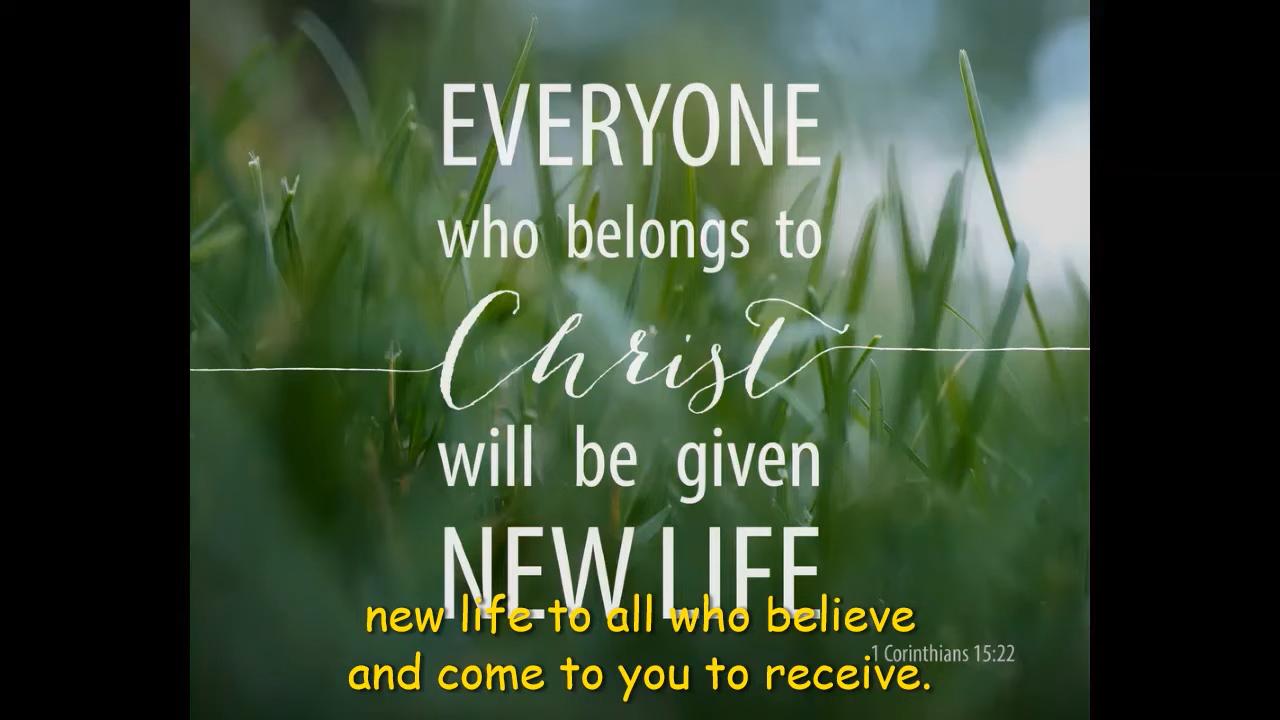 EVERYONE
who belongs to
Christ
will be given
NEW LIFE
new life to all who believe
1 Corinthians 15:22
and come to you to receive.